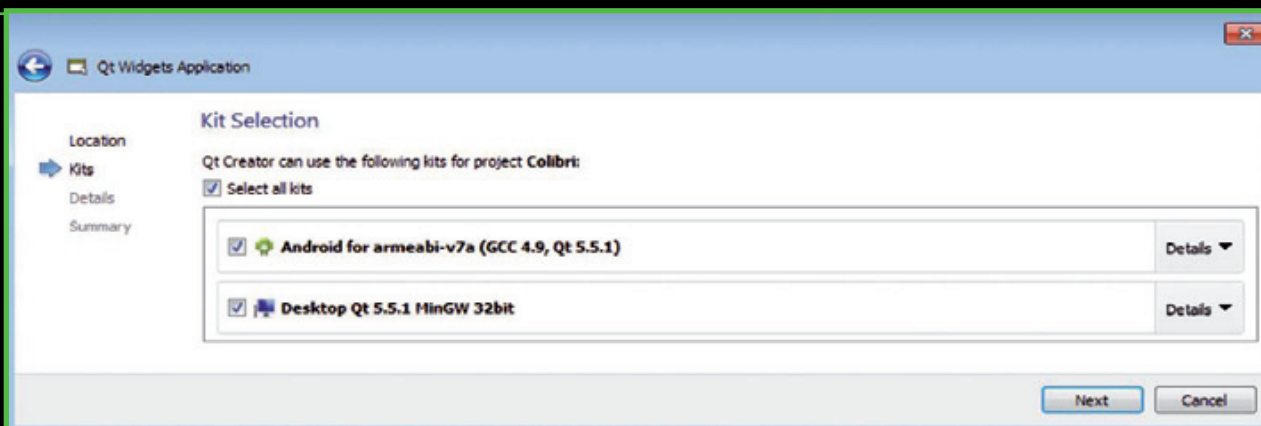 Qt Widgets Application
Location
Kits
Details
Summary
Kit Selection
Qt Creator can use the following kits for project Colibri:
Select all kits
Android for armeabi-v7a (GCC 4.9, Qt 5.5.1) Details
Desktop Qt 5.5.1 MinGW 32bit Details
Next Cancel